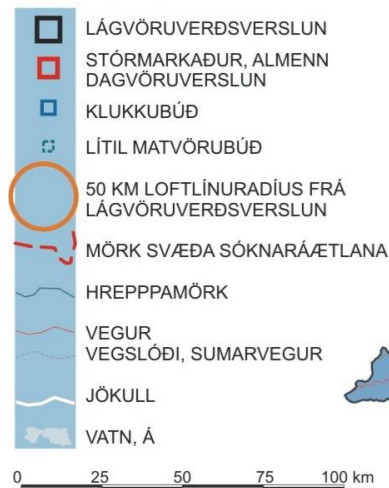 LÁGVÖRUVERÐSVERSLUN
STÓRMARKAÐUR, ALMENN
DAGVÖRUVERSLUN
KLUKKUBÚÐ
LÍTIL MATVÖRUBÚÐ
50 KM LOFTLÍNURADÍUS FRÁ
LÁGVÖRUVERÐSVERSLUN
MÖRK SVÆÐA SÓKNARÁÆTLANA
HREPPPAMÖRK
VEGUR
VEGSLÓÐI, SUMARVEGUR
JÖKULL
VATN, Á
0 25 50 75 100 km